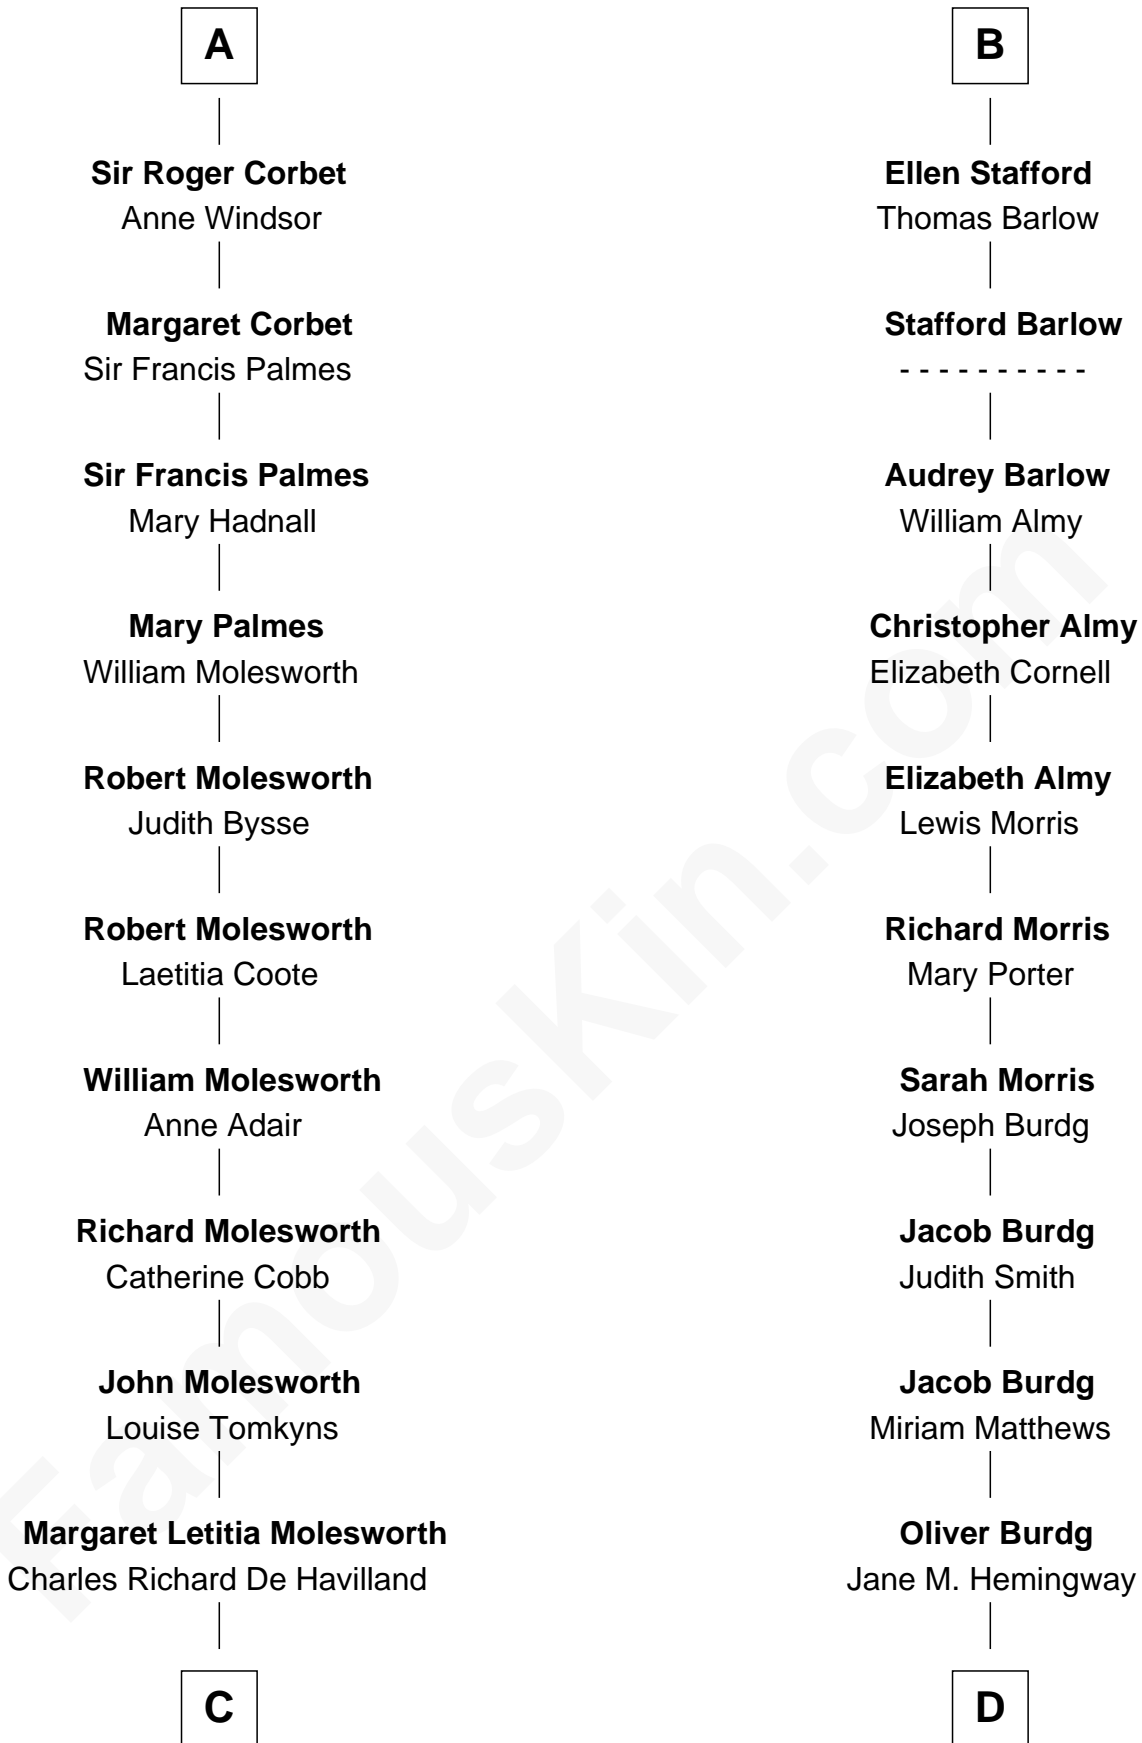 A
Sir Roger Corbet
Anne Windsor
Margaret Corbet
Sir Francis Palmes
Sir Francis Palmes
Mary Hadnall
Mary Palmes
William Molesworth
Robert Molesworth
Judith Bysse
Robert Molesworth
Laetitia Coote
William Molesworth
Anne Adair
Richard Molesworth
Catherine Cobb
John Molesworth
Louise Tomkyns
Margaret Letitia Molesworth
Charles Richard De Havilland
C
B
Ellen Stafford
Thomas Barlow
Stafford Barlow
- - - - - - - - - -
Audrey Barlow
William Almy
Christopher Almy
Elizabeth Cornell
Elizabeth Almy
Lewis Morris
Richard Morris
Mary Porter
Sarah Morris
Joseph Burdg
Jacob Burdg
Judith Smith
Jacob Burdg
Miriam Matthews
Oliver Burdg
Jane M. Hemingway
D
FamousKin.com